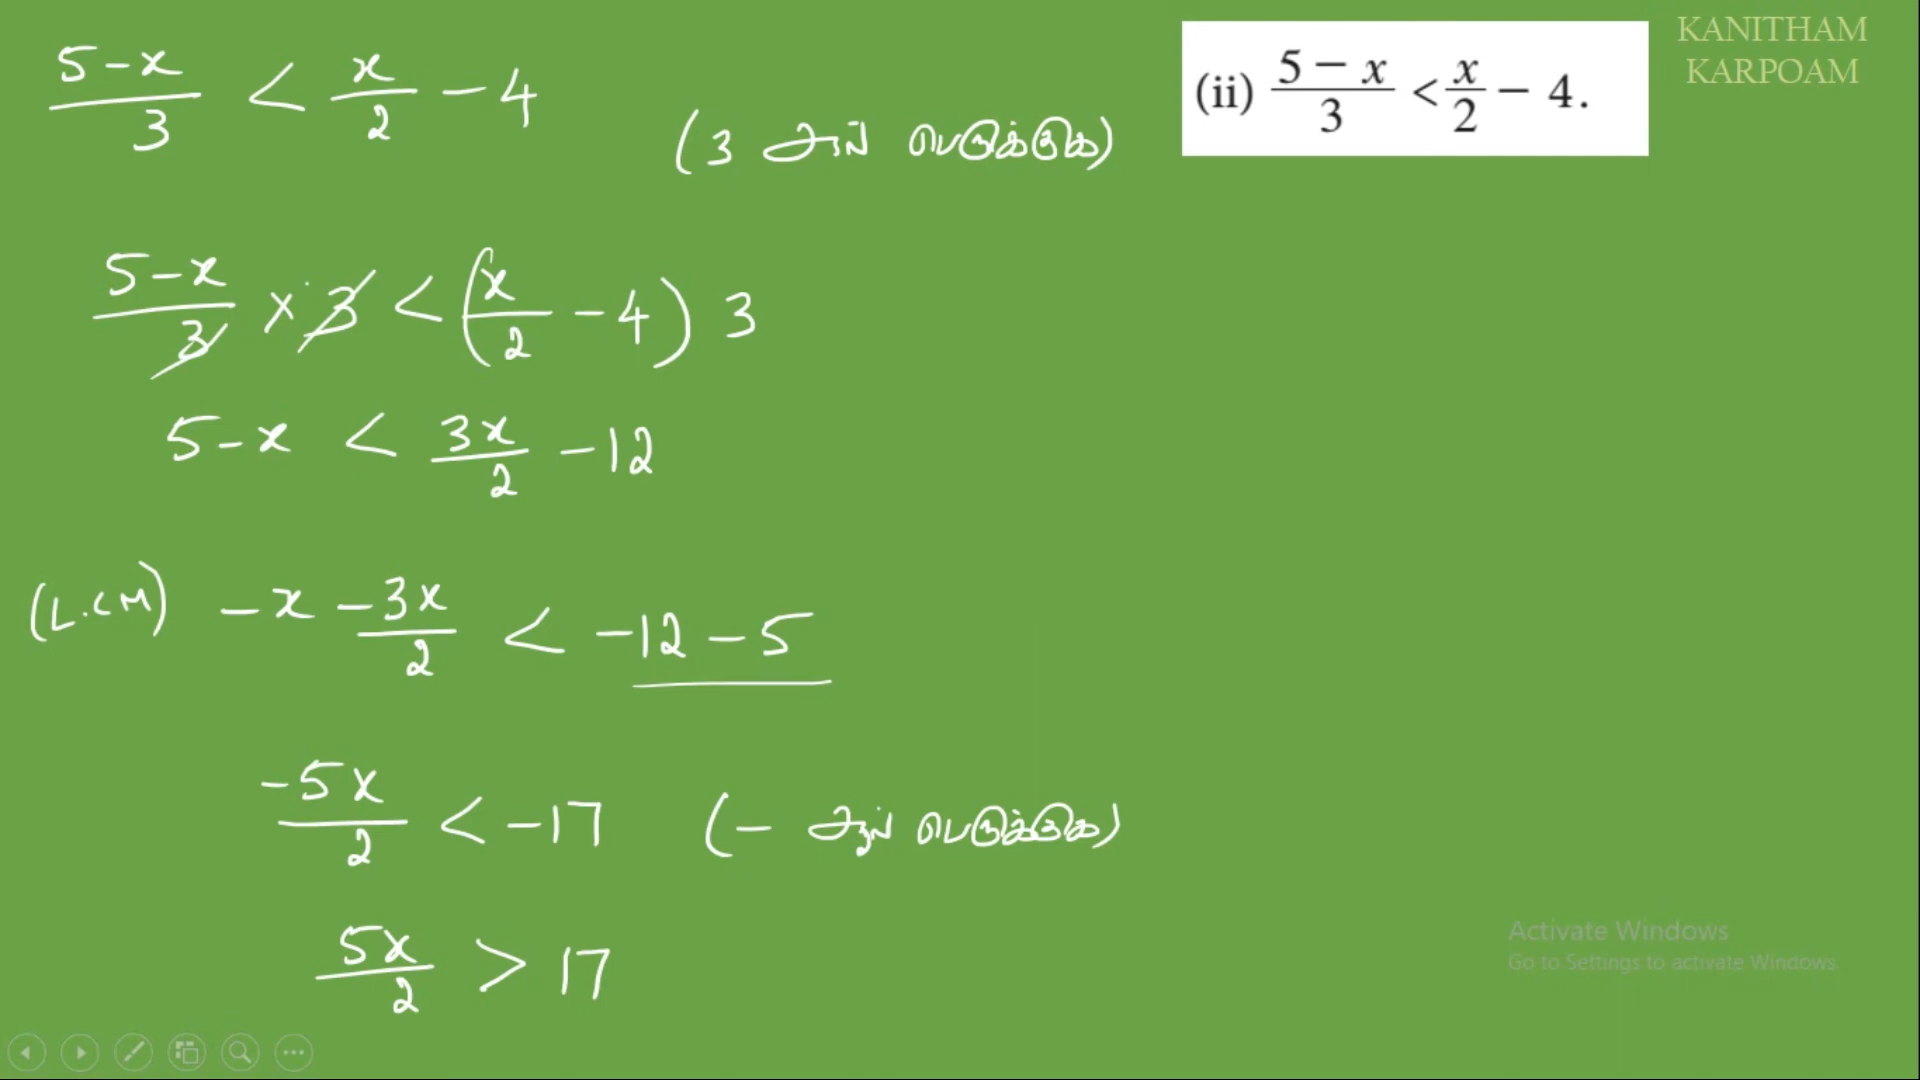 KANITHAM
KARPOAM
(ii) (5 − x)/3 < x/2 − 4.
(5-x)/3 < x/2 - 4
(3 ஆல் பெருக்குக)
(5-x)/3 × 3 < (x/2 - 4) 3
5-x < 3x/2 - 12
(L.CM) -x - 3x/2 < -12 - 5
-5x/2 < -17 (- ஆல் பெருக்குக)
5x/2 > 17
Activate Windows
Go to Settings to activate Windows.